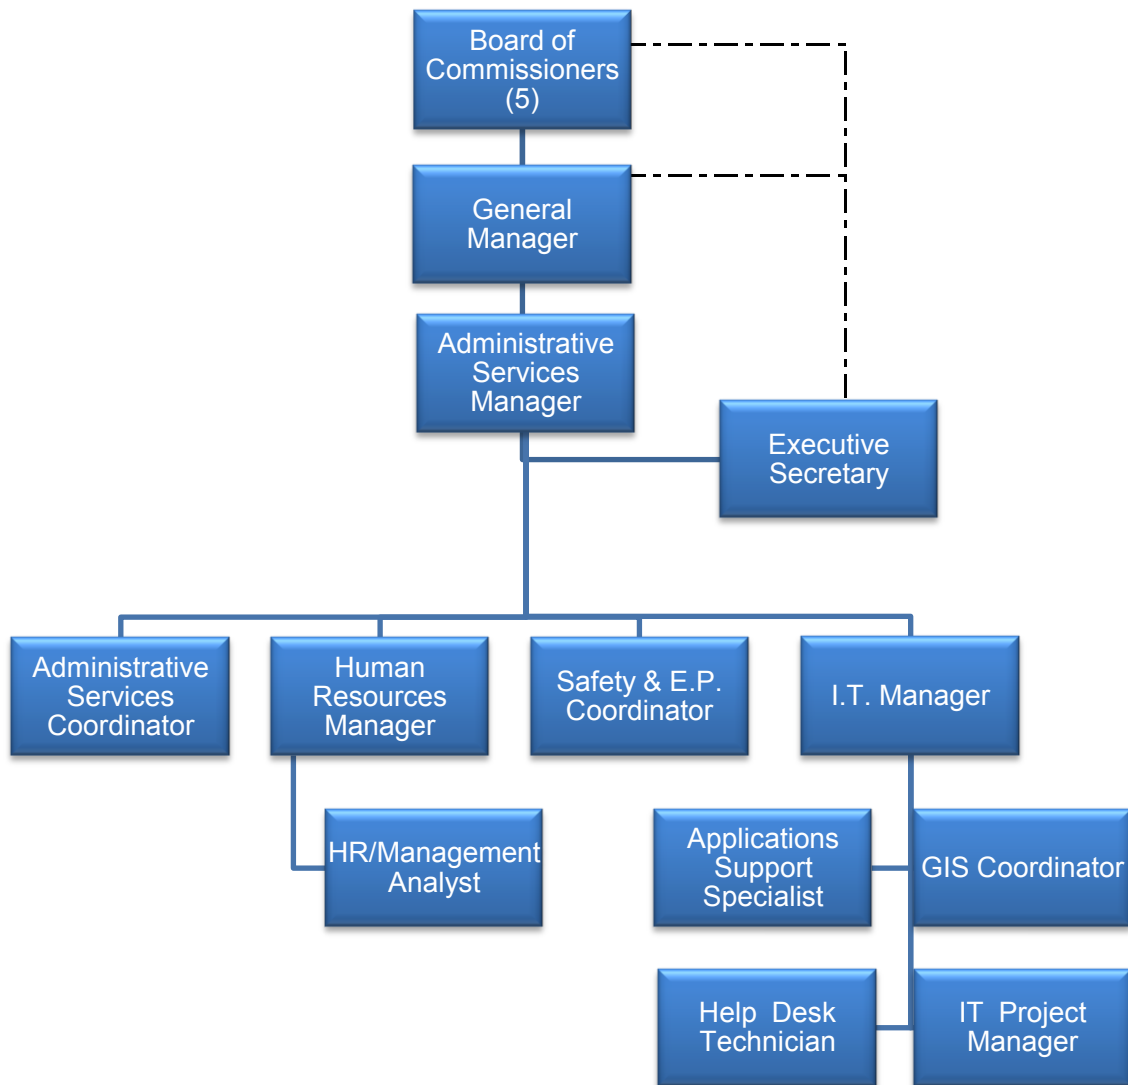 Board of
Commissioners
(5)
General
Manager
Administrative
Services
Manager
Executive
Secretary
Administrative
Services
Coordinator
Human
Resources
Manager
Safety & E.P.
Coordinator
I.T. Manager
HR/Management
Analyst
Applications
Support
Specialist
GIS Coordinator
Help Desk
Technician
IT Project
Manager